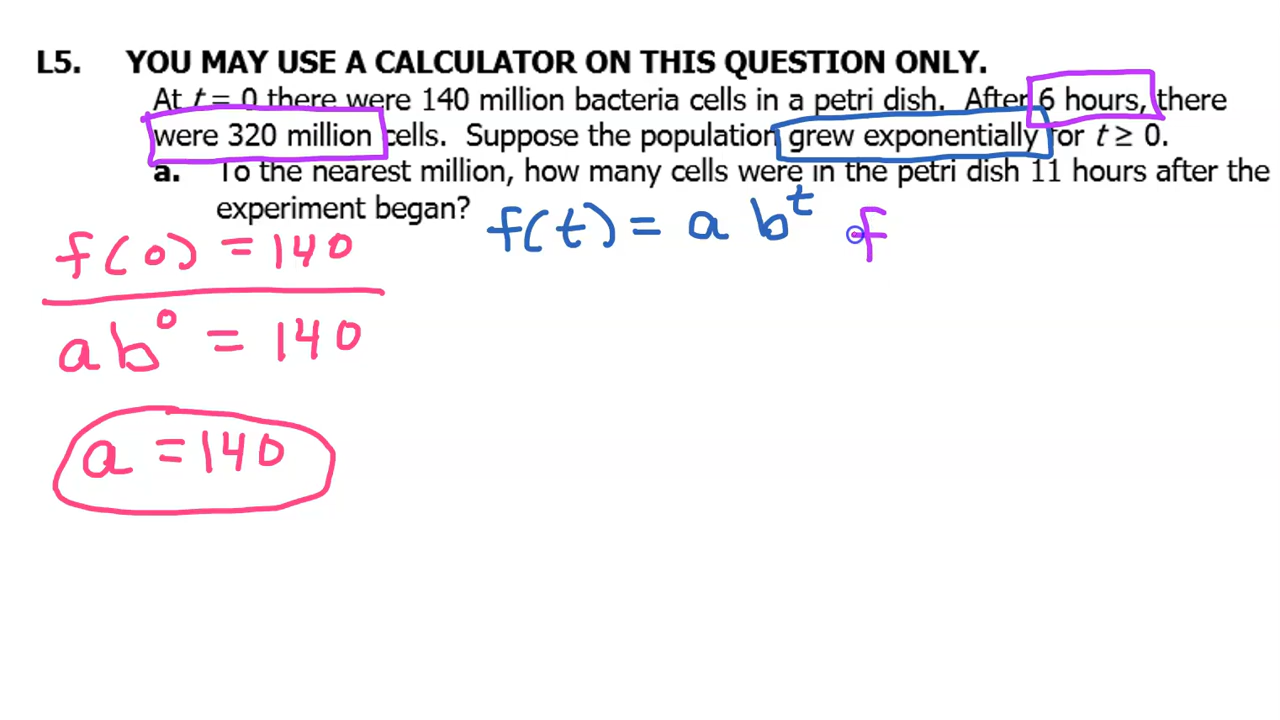 L5. YOU MAY USE A CALCULATOR ON THIS QUESTION ONLY.
At t = 0 there were 140 million bacteria cells in a petri dish. After 6 hours, there
were 320 million cells. Suppose the population grew exponentially for t ≥ 0.
a. To the nearest million, how many cells were in the petri dish 11 hours after the
experiment began? f(t) = a b^t f
f(0) = 140
ab^0 = 140
a = 140